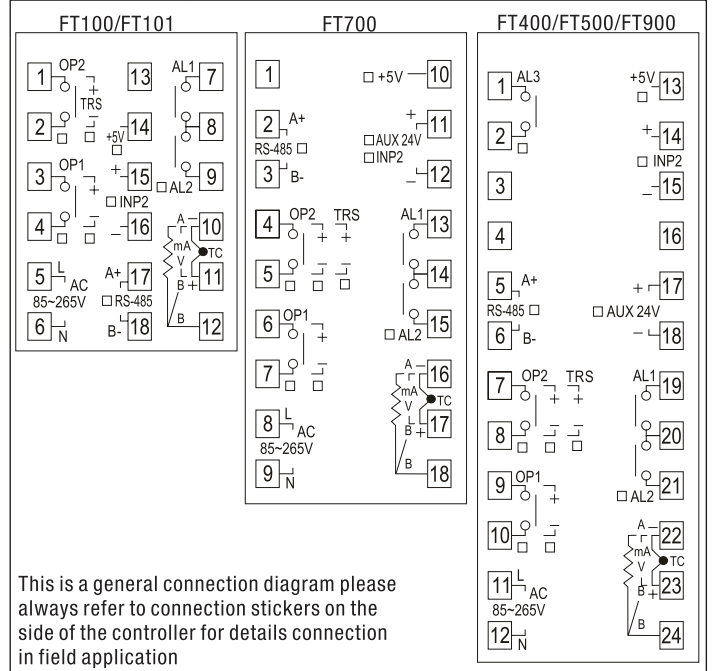 FT100/FT101
OP2 AL1
1 13 7
+
TRS
2 14 8
+5V
OP1
3 + 15 9
+ INP2 AL2
4 16 A 10
mA TC
V
5 L AC A+ 17 B + 11
85~265V RS-485
6 N B- 18 B 12
FT700
1 +5V 10
2 A+ + 11
RS-485 AUX 24V
INP2
3 B- _ 12
4 OP2 TRS AL1 13
+ +
5 14
6 OP1 15
+ AL2
7 A 16
mA TC
V
8 L AC B + 17
85~265V
9 N B 18
FT400/FT500/FT900
1 AL3 +5V 13
2 + 14
INP2
3 _ 15
4 16
5 A+ + 17
RS-485 AUX 24V
6 B- 18
7 OP2 TRS AL1 19
+ +
8 20
9 OP1 21
+ AL2
10 A 22
mA TC
V
11 L AC B + 23
85~265V
12 N B 24
This is a general connection diagram please
always refer to connection stickers on the
side of the controller for details connection
in field application